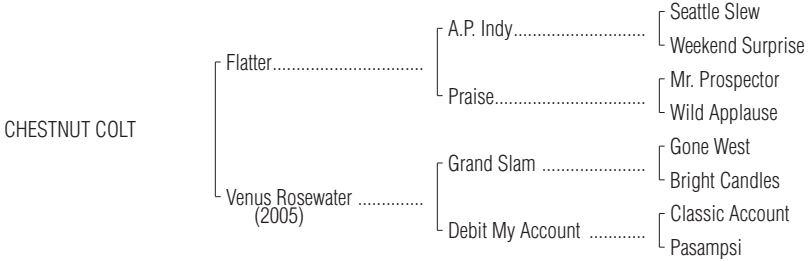 Seattle Slew
A.P. Indy..............................
Weekend Surprise
Flatter..................................
Mr. Prospector
Praise..................................
Wild Applause
CHESTNUT COLT
Gone West
Grand Slam ........................
Bright Candles
Venus Rosewater ...............
(2005)
Classic Account
Debit My Account .............
Pasampsi